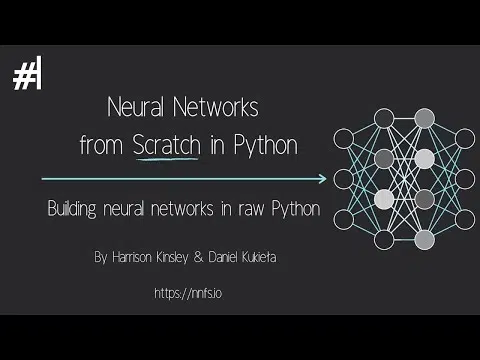 #1
Neural Networks
from Scratch in Python
Building neural networks in raw Python
By Harrison Kinsley & Daniel Kukieła
https://nnfs.io